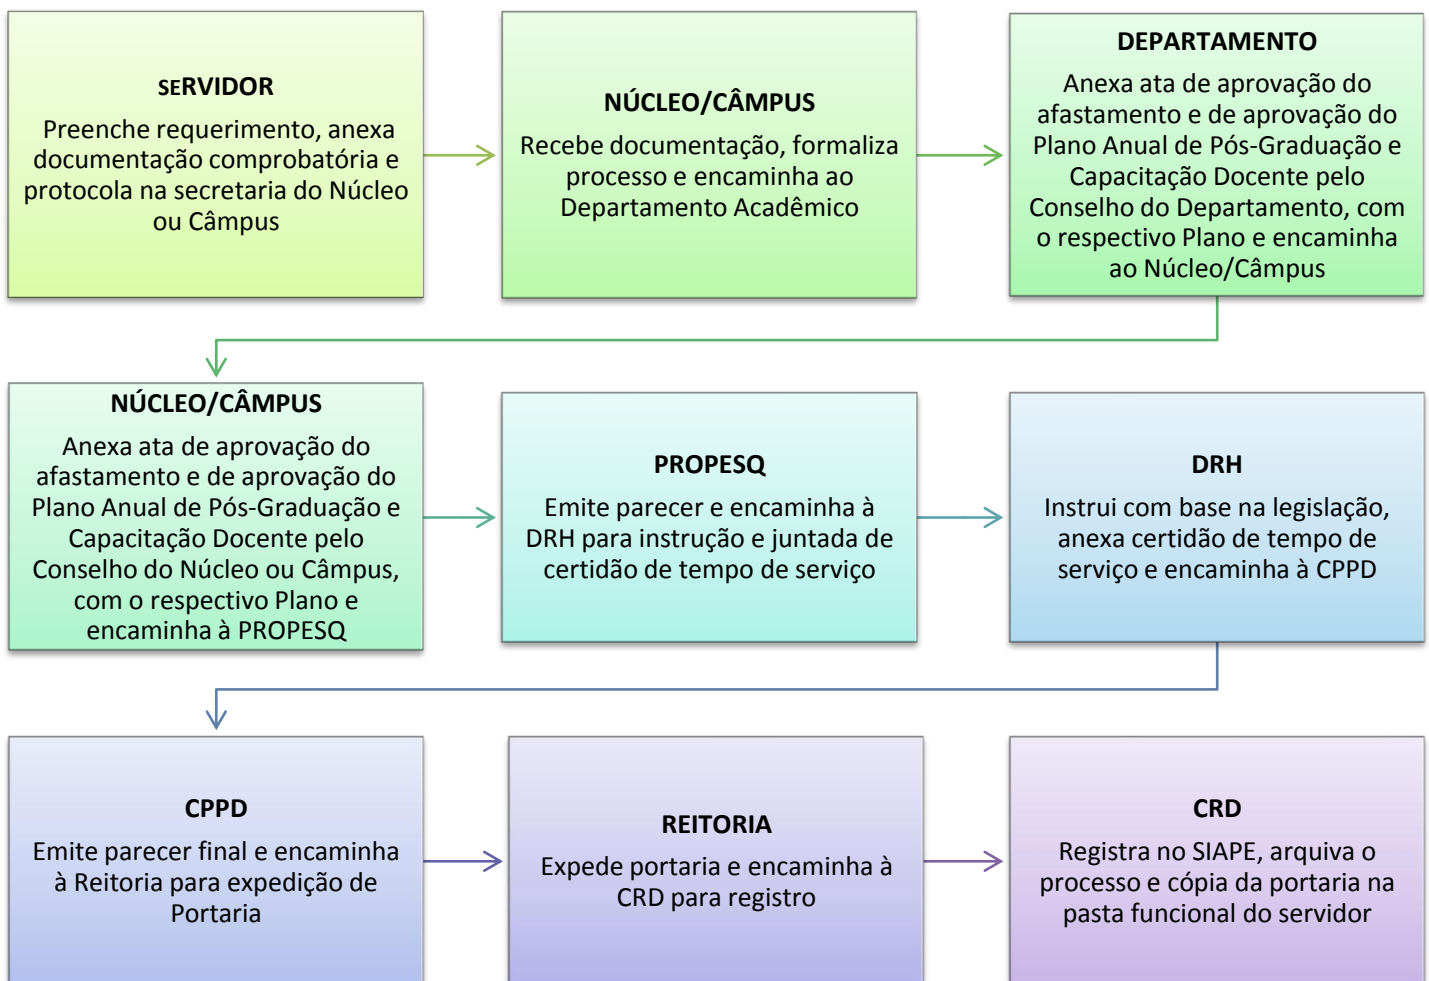 SERVIDOR
Preenche requerimento, anexa
documentação comprobatória e
protocola na secretaria do Núcleo
ou Câmpus
NÚCLEO/CÂMPUS
Recebe documentação, formaliza
processo e encaminha ao
Departamento Acadêmico
DEPARTAMENTO
Anexa ata de aprovação do
afastamento e de aprovação do
Plano Anual de Pós-Graduação e
Capacitação Docente pelo
Conselho do Departamento, com
o respectivo Plano e encaminha
ao Núcleo/Câmpus
NÚCLEO/CÂMPUS
Anexa ata de aprovação do
afastamento e de aprovação do
Plano Anual de Pós-Graduação e
Capacitação Docente pelo
Conselho do Núcleo ou Câmpus,
com o respectivo Plano e
encaminha à PROPESQ
PROPESQ
Emite parecer e encaminha à
DRH para instrução e juntada de
certidão de tempo de serviço
DRH
Instrui com base na legislação,
anexa certidão de tempo de
serviço e encaminha à CPPD
CPPD
Emite parecer final e encaminha
à Reitoria para expedição de
Portaria
REITORIA
Expede portaria e encaminha à
CRD para registro
CRD
Registra no SIAPE, arquiva o
processo e cópia da portaria na
pasta funcional do servidor